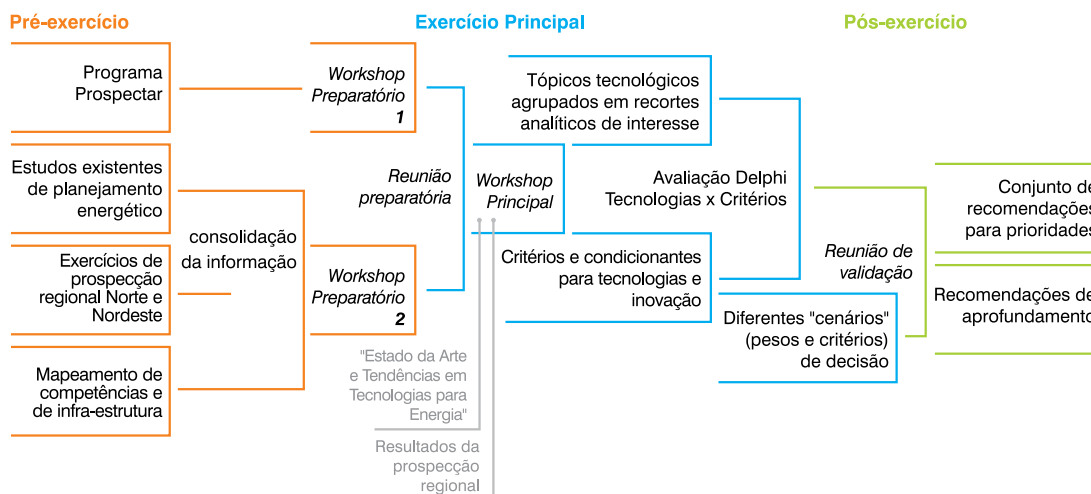 Pré-exercício
Exercício Principal
Pós-exercício
Programa
Prospectar
Estudos existentes
de planejamento
energético
Exercícios de
prospecção
regional Norte e
Nordeste
Mapeamento de
competências e
de infra-estrutura
consolidação
da informação
Workshop
Preparatório
1
Workshop
Preparatório
2
Reunião
preparatória
Workshop
Principal
"Estado da Arte
e Tendências em
Tecnologias para
Energia"
Resultados da
prospecção
regional
Tópicos tecnológicos
agrupados em recortes
analíticos de interesse
Avaliação Delphi
Tecnologias x Critérios
Critérios e condicionantes
para tecnologias e
inovação
Diferentes "cenários"
(pesos e critérios)
de decisão
Reunião de
validação
Conjunto de
recomendações
para prioridades
Recomendações de
aprofundamento